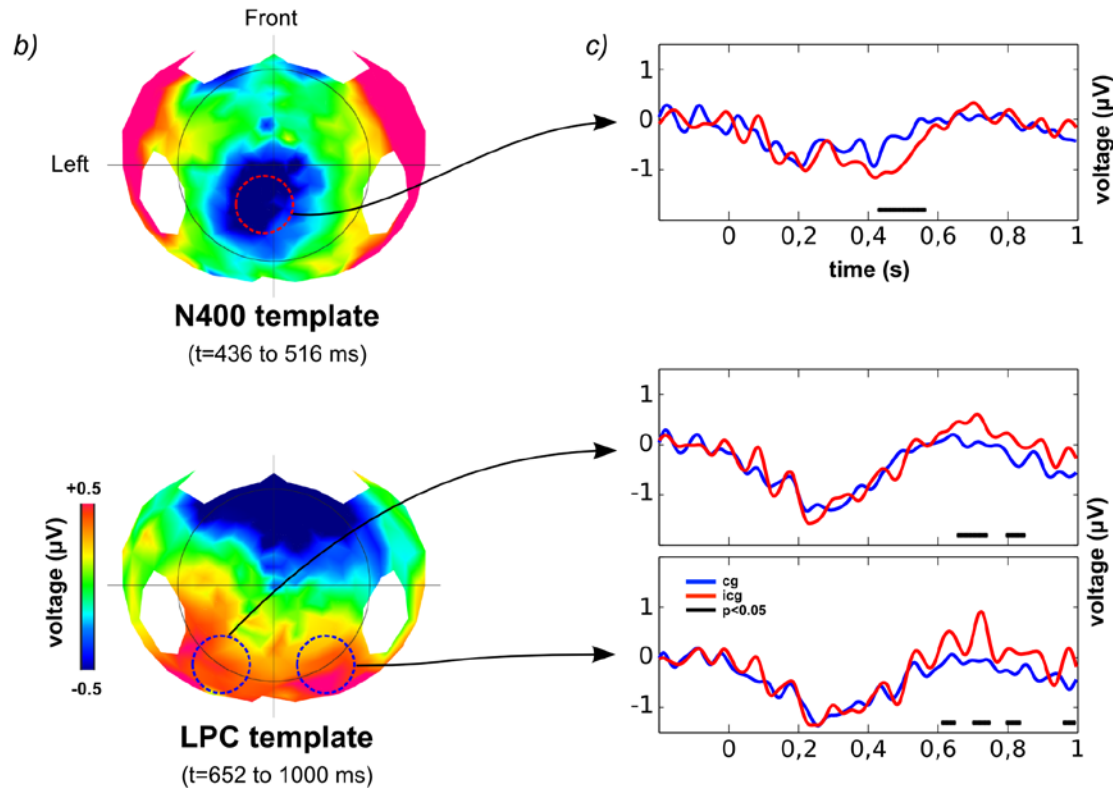 b)
Front
Left
N400 template
(t=436 to 516 ms)
+0.5
voltage (µV)
-0.5
LPC template
(t=652 to 1000 ms)
c)
1
0
-1
voltage (µV)
0 0,2 0,4 0,6 0,8 1
time (s)
1
0
-1
voltage (µV)
cg
icg
p<0.05
1
0
-1
0 0,2 0,4 0,6 0,8 1